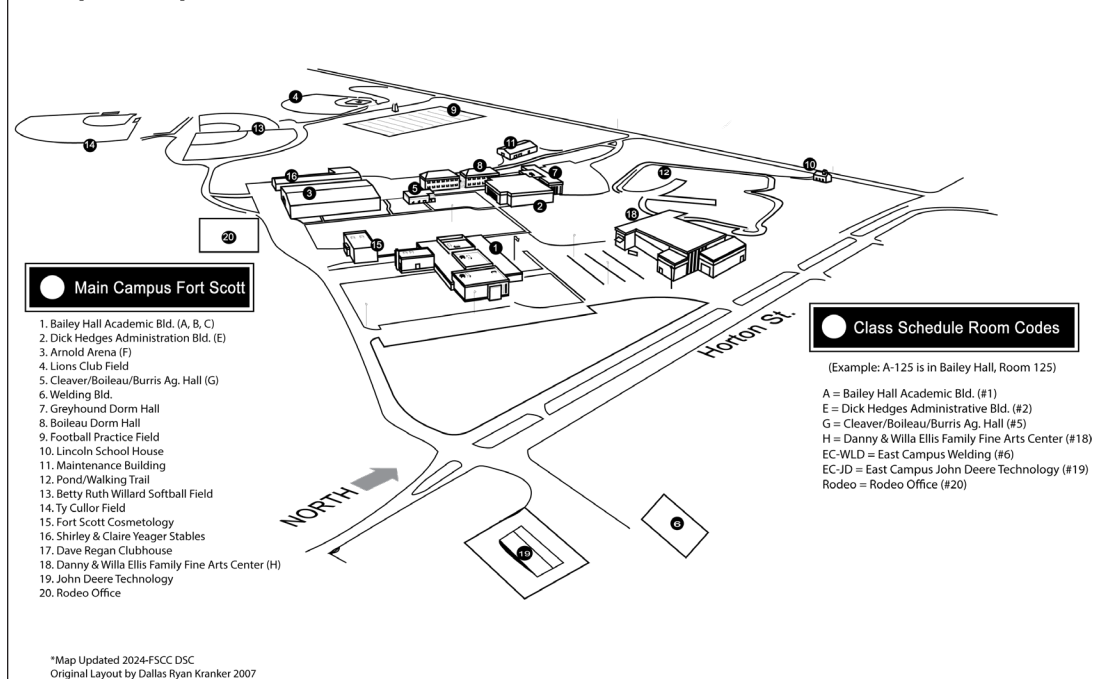 4
9
13
14
11
10
8
16
7
5
12
3
2
18
20
15
1
Main Campus Fort Scott
1. Bailey Hall Academic Bld. (A, B, C)
2. Dick Hedges Administration Bld. (E)
3. Arnold Arena (F)
4. Lions Club Field
5. Cleaver/Boileau/Burris Ag. Hall (G)
6. Welding Bld.
7. Greyhound Dorm Hall
8. Boileau Dorm Hall
9. Football Practice Field
10. Lincoln School House
11. Maintenance Building
12. Pond/Walking Trail
13. Betty Ruth Willard Softball Field
14. Ty Cullor Field
15. Fort Scott Cosmetology
16. Shirley & Claire Yeager Stables
17. Dave Regan Clubhouse
18. Danny & Willa Ellis Family Fine Arts Center (H)
19. John Deere Technology
20. Rodeo Office
Horton St.
Class Schedule Room Codes
(Example: A-125 is in Bailey Hall, Room 125)
A = Bailey Hall Academic Bld. (#1)
E = Dick Hedges Administrative Bld. (#2)
G = Cleaver/Boileau/Burris Ag. Hall (#5)
H = Danny & Willa Ellis Family Fine Arts Center (#18)
EC-WLD = East Campus Welding (#6)
EC-JD = East Campus John Deere Technology (#19)
Rodeo = Rodeo Office (#20)
NORTH
6
19
*Map Updated 2024-FSCC DSC
Original Layout by Dallas Ryan Kranker 2007